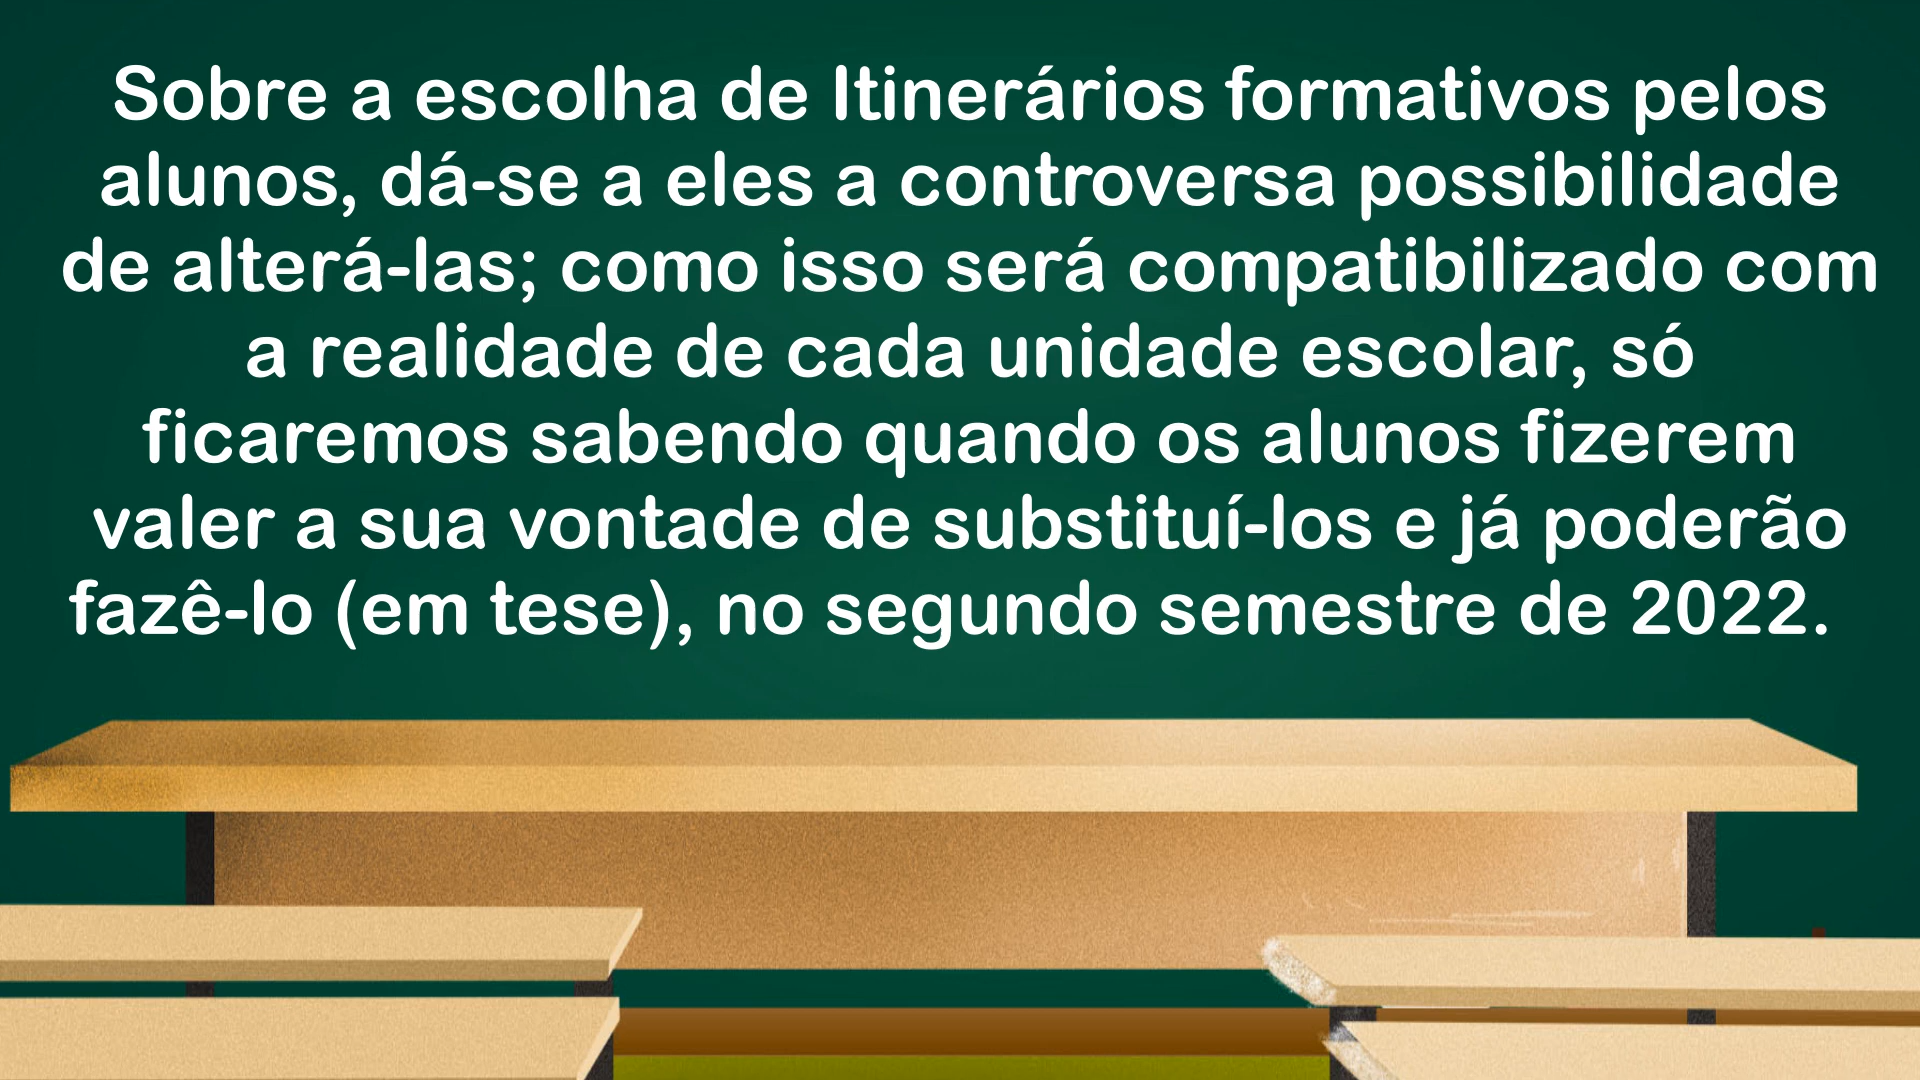 Sobre a escolha de Itinerários formativos pelos
alunos, dá-se a eles a controversa possibilidade
de alterá-las; como isso será compatibilizado com
a realidade de cada unidade escolar, só
ficaremos sabendo quando os alunos fizerem
valer a sua vontade de substituí-los e já poderão
fazê-lo (em tese), no segundo semestre de 2022.